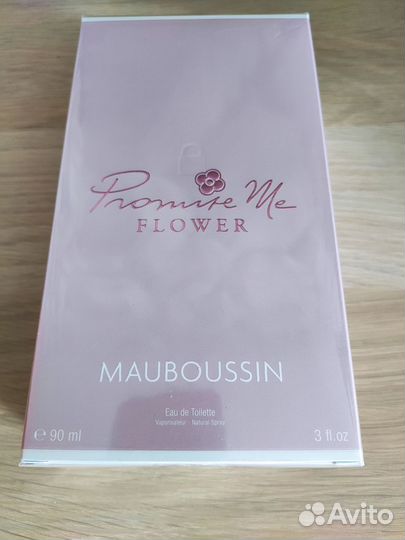 Promise Me
FLOWER
MAUBOUSSIN
Eau de Toilette
Vaporisateur Natural Spray
℮ 90 ml 3 fl.oz
Avito